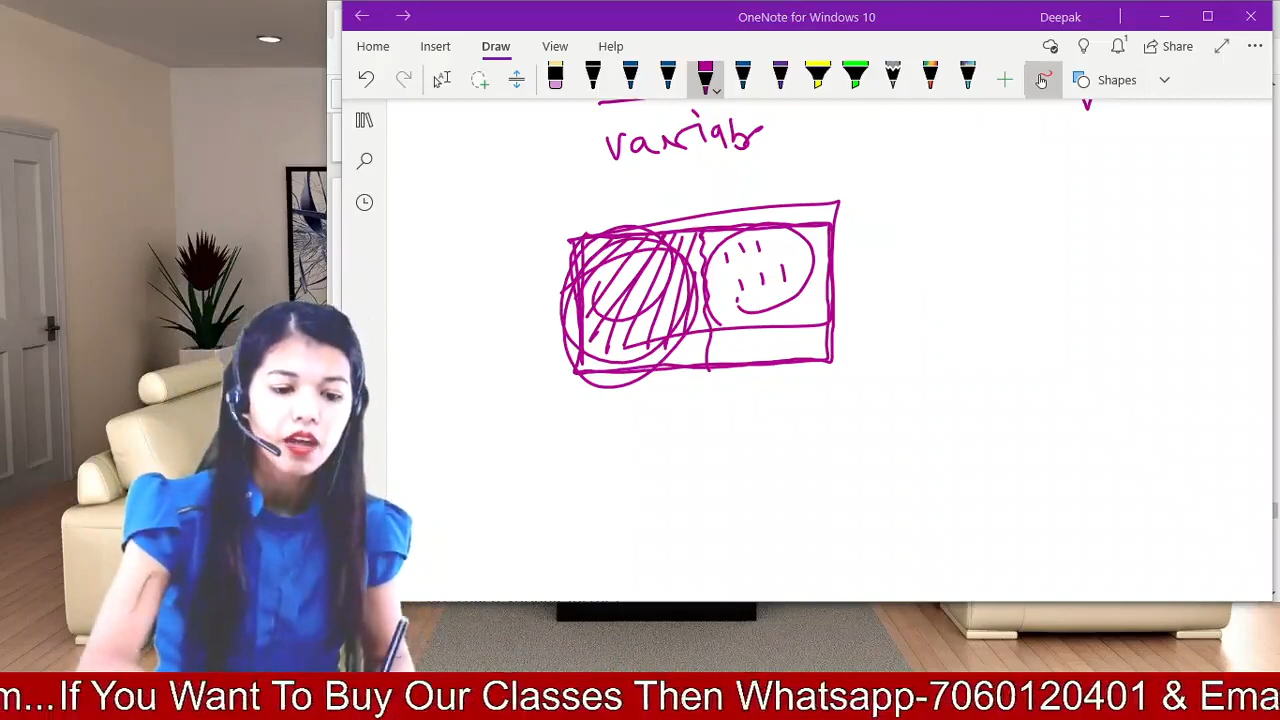 OneNote for Windows 10
Deepak
Home Insert Draw View Help
Share
Shapes
m...If You Want To Buy Our Classes Then Whatsapp-7060120401 & Ema